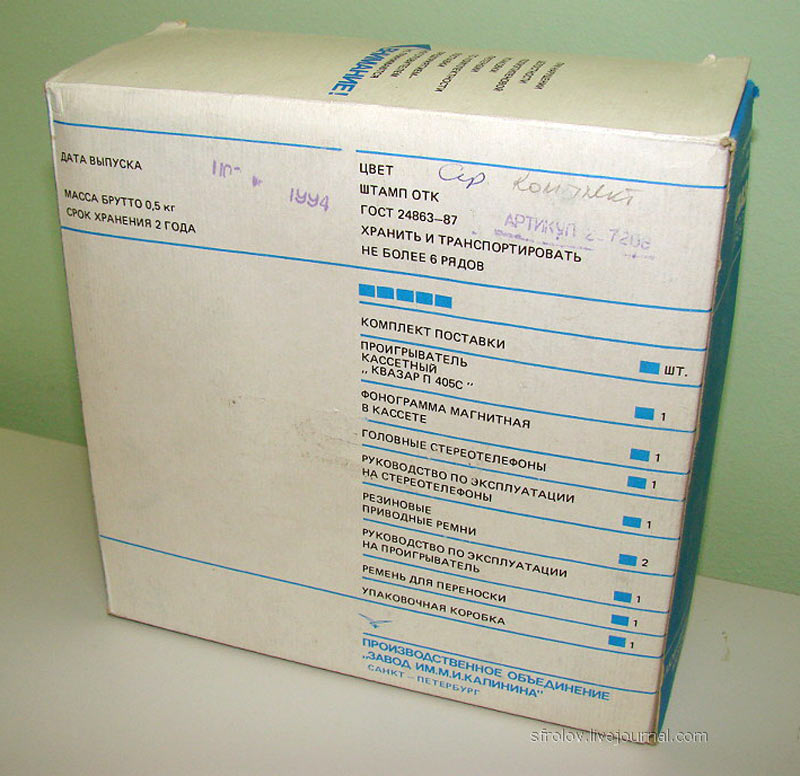 ВНИМАНИЕ!
ДАТА ВЫПУСКА 1994
МАССА БРУТТО 0,5 кг
СРОК ХРАНЕНИЯ 2 ГОДА
ЦВЕТ Сер. комплект
ШТАМП ОТК
ГОСТ 24863–87
АРТИКУЛ
ХРАНИТЬ И ТРАНСПОРТИРОВАТЬ
НЕ БОЛЕЕ 6 РЯДОВ
КОМПЛЕКТ ПОСТАВКИ
ШТ.
ПРОИГРЫВАТЕЛЬ
КАССЕТНЫЙ
„ КВАЗАР П 405С "
1
ФОНОГРАММА МАГНИТНАЯ
В КАССЕТЕ
1
ГОЛОВНЫЕ СТЕРЕОТЕЛЕФОНЫ
1
РУКОВОДСТВО ПО ЭКСПЛУАТАЦИИ
НА СТЕРЕОТЕЛЕФОНЫ
1
РЕЗИНОВЫЕ
ПРИВОДНЫЕ РЕМНИ
2
РУКОВОДСТВО ПО ЭКСПЛУАТАЦИИ
НА ПРОИГРЫВАТЕЛЬ
1
РЕМЕНЬ ДЛЯ ПЕРЕНОСКИ
1
УПАКОВОЧНАЯ КОРОБКА
1
ПРОИЗВОДСТВЕННОЕ ОБЪЕДИНЕНИЕ
„ЗАВОД ИМ.М.И.КАЛИНИНА"
САНКТ – ПЕТЕРБУРГ
sfrolov.livejournal.com